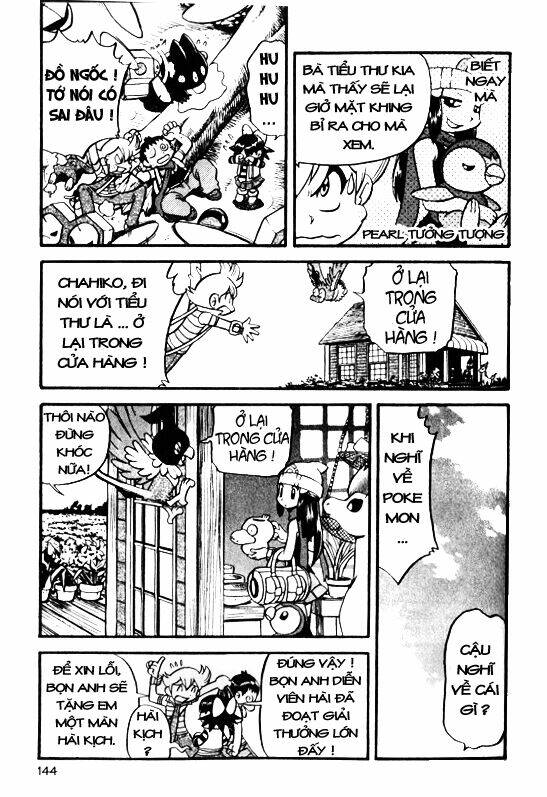 BIẾT
NGAY
MÀ
BÀ TIỂU THƯ KIA
MÀ THẤY SẼ LẠI
GIỞ MẶT KHING
BỈ RA CHO MÀ
XEM.
PEARL TƯỞNG TƯỢNG
HU
HU
HU
...
ĐỒ NGỐC !
TỚ NÓI CÓ
SAI ĐÂU !
Ở LẠI
TRONG
CỬA
HÀNG !
CHAHIKO, ĐI
NÓI VỚI TIỂU
THƯ LÀ ... Ở
LẠI TRONG
CỬA HÀNG !
KHI
NGHĨ
VỀ
POKE
MON
...
CẬU
NGHĨ
VỀ CÁI
GÌ ?
Ở LẠI
TRONG CỬA
HÀNG !
THÔI NÀO
ĐỪNG
KHÓC
NỮA!
ĐÚNG VẬY !
BỌN ANH DIỄN
VIÊN HÀI ĐÃ
ĐOẠT GIẢI
THƯỞNG LỚN
ĐẤY !
HÀI
KỊCH
?
ĐỂ XIN LỖI,
BỌN ANH SẼ
TẶNG EM
MỘT MÀN
HÀI KỊCH.
144